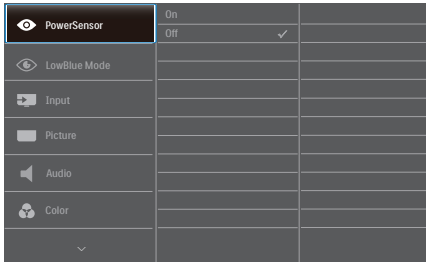 PowerSensor
On
Off
LowBlue Mode
Input
Picture
Audio
Color